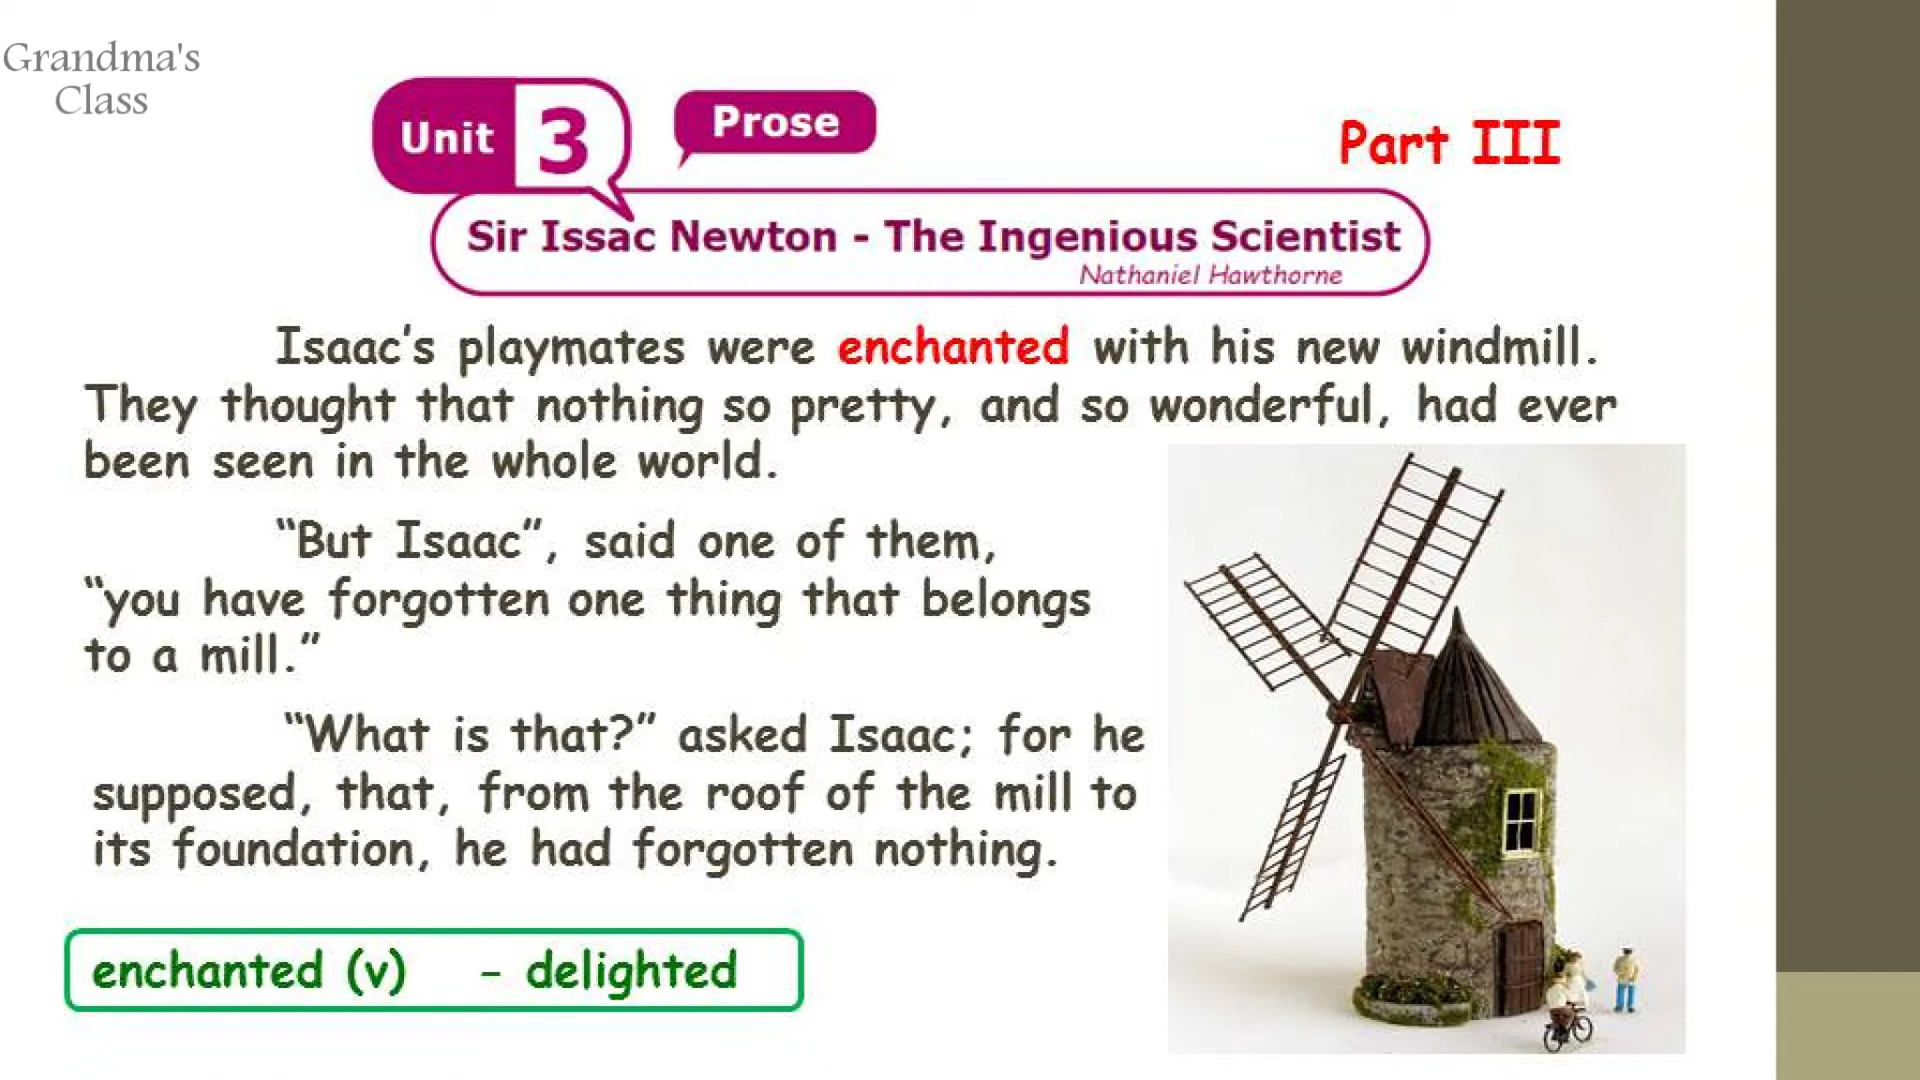 Grandma's
Class
Unit 3
Prose
Part III
Sir Issac Newton - The Ingenious Scientist
Nathaniel Hawthorne
Isaac's playmates were enchanted with his new windmill.
They thought that nothing so pretty, and so wonderful, had ever
been seen in the whole world.
“But Isaac”, said one of them,
“you have forgotten one thing that belongs
to a mill.”
“What is that?” asked Isaac; for he
supposed, that, from the roof of the mill to
its foundation, he had forgotten nothing.
enchanted (v) - delighted